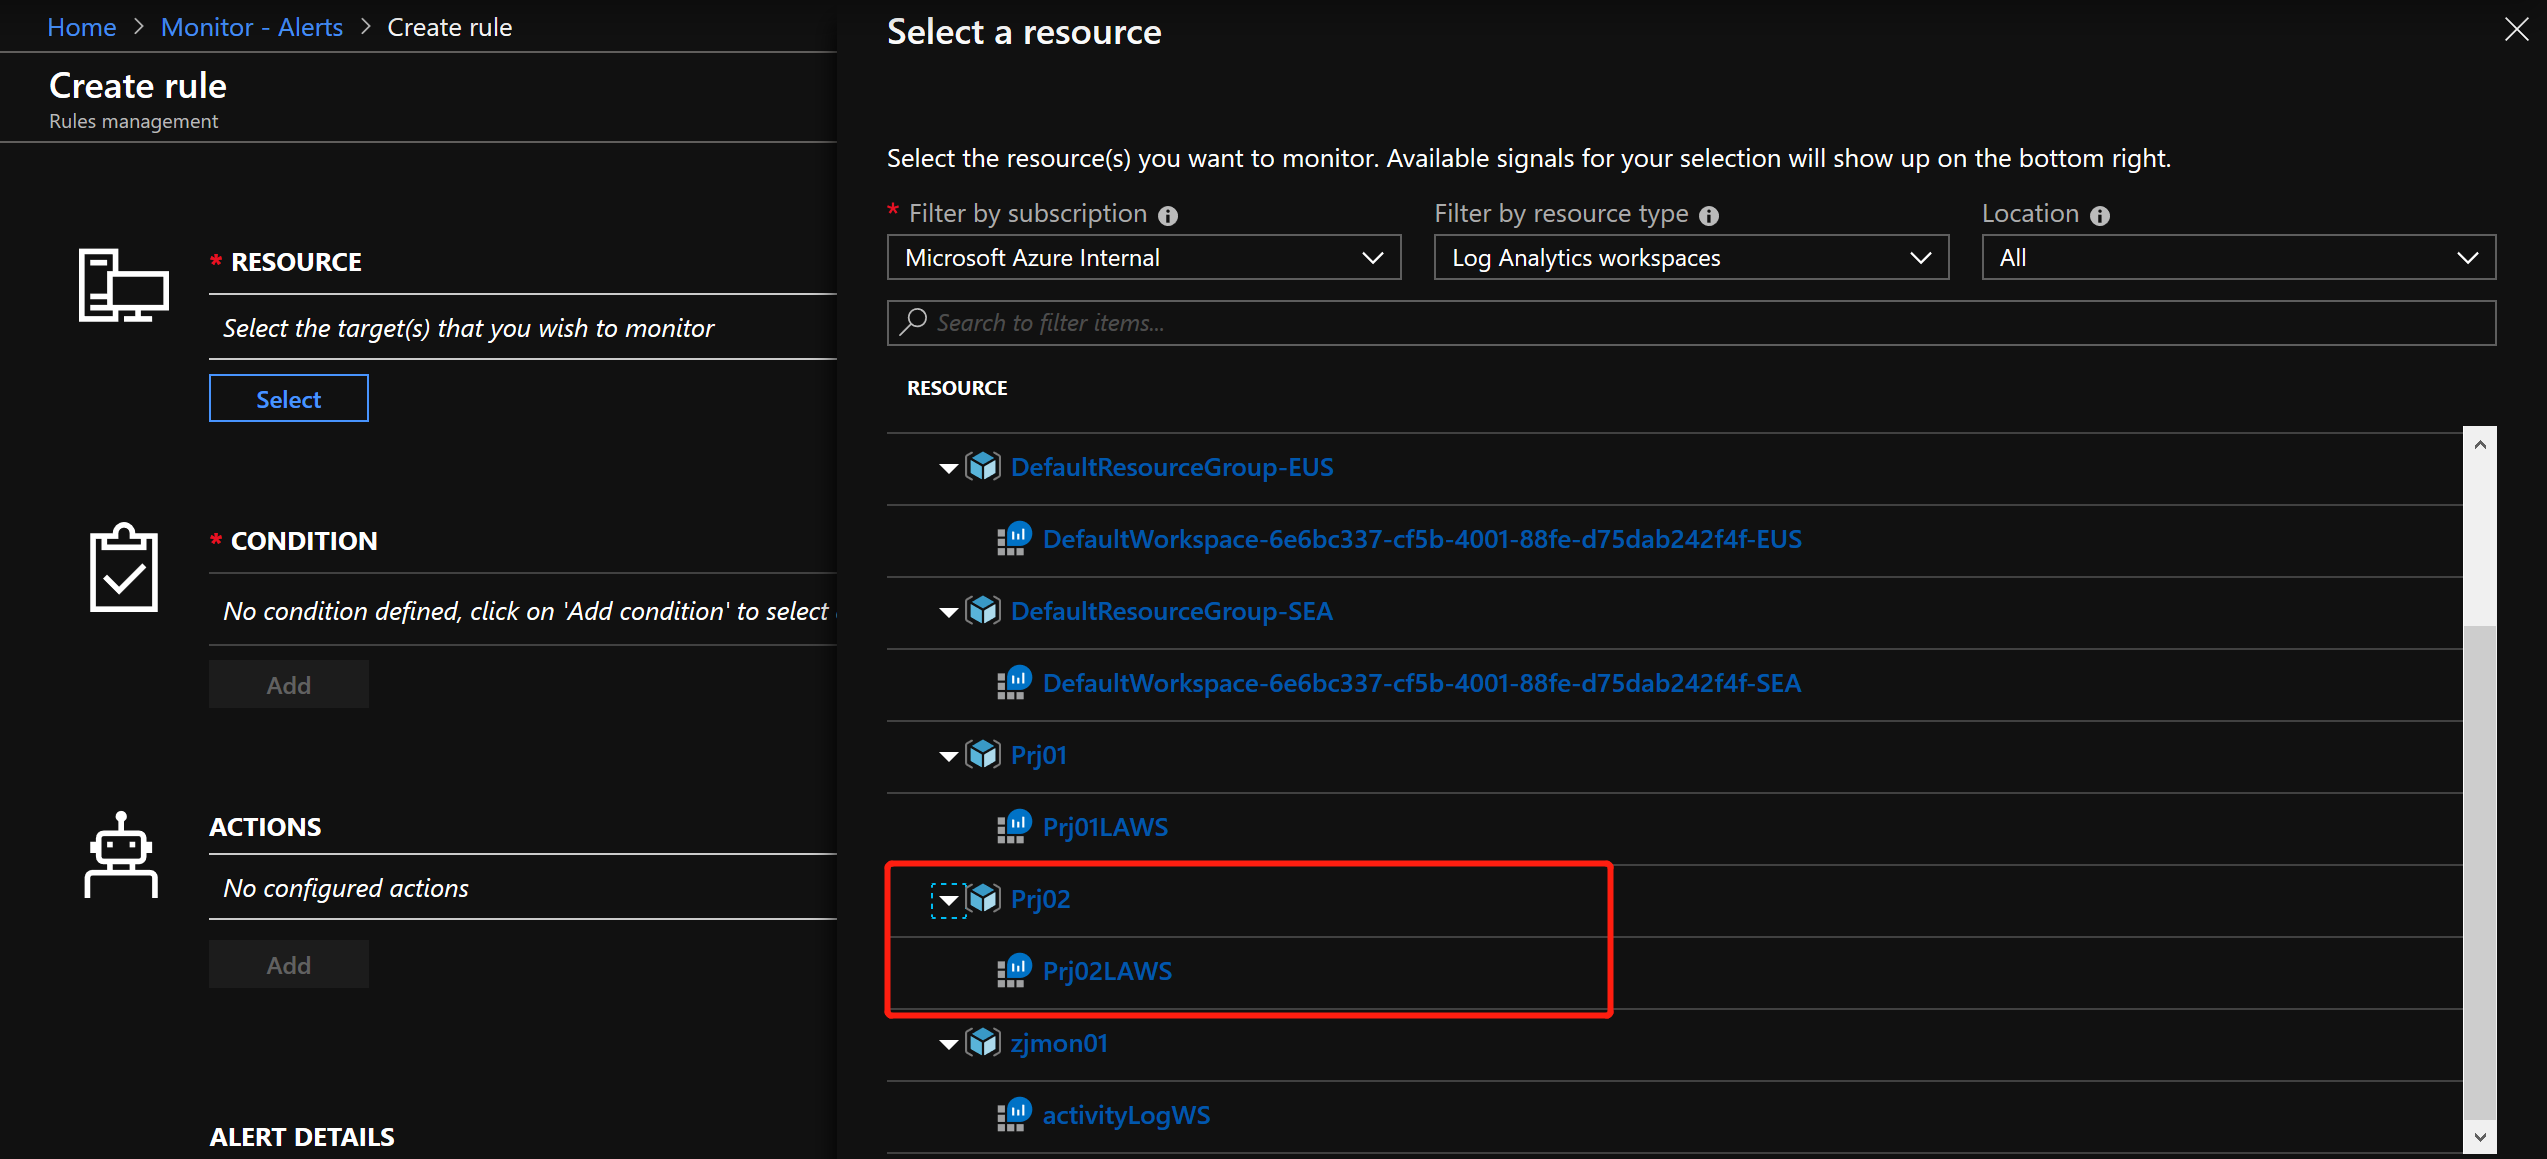 Home > Monitor - Alerts > Create rule
Create rule
Rules management
* RESOURCE
Select the target(s) that you wish to monitor
Select
* CONDITION
No condition defined, click on 'Add condition' to select
Add
ACTIONS
No configured actions
Add
ALERT DETAILS
Select a resource
Select the resource(s) you want to monitor. Available signals for your selection will show up on the bottom right.
* Filter by subscription
Filter by resource type
Location
Microsoft Azure Internal
Log Analytics workspaces
All
Search to filter items...
RESOURCE
DefaultResourceGroup-EUS
DefaultWorkspace-6e6bc337-cf5b-4001-88fe-d75dab242f4f-EUS
DefaultResourceGroup-SEA
DefaultWorkspace-6e6bc337-cf5b-4001-88fe-d75dab242f4f-SEA
Prj01
Prj01LAWS
Prj02
Prj02LAWS
zjmon01
activityLogWS